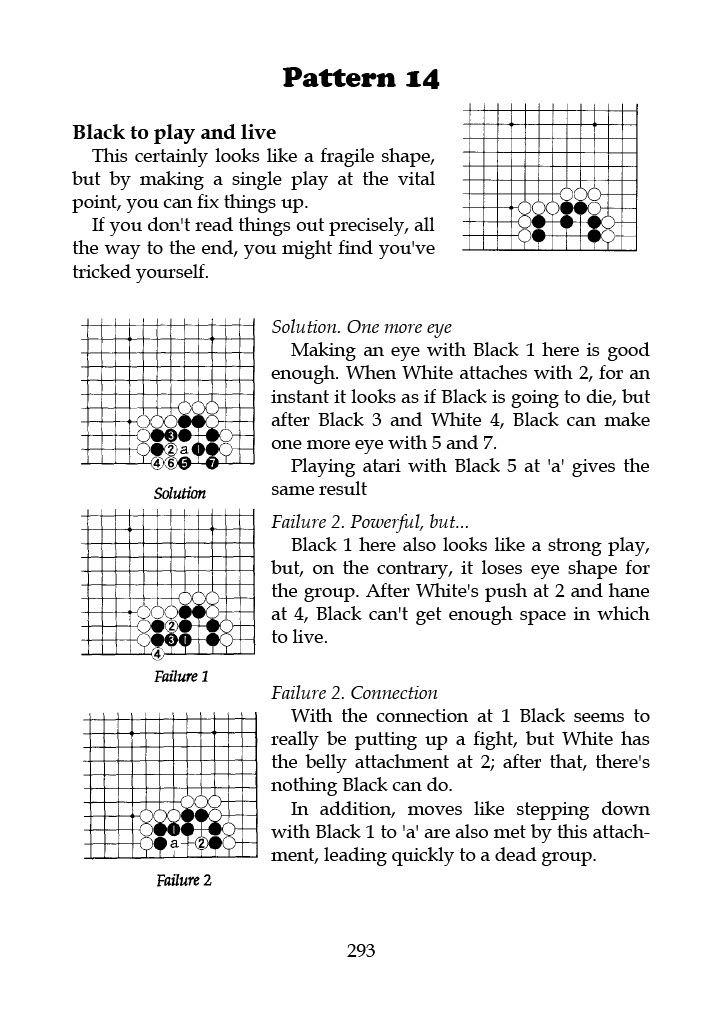 Pattern 14
Black to play and live
This certainly looks like a fragile shape,
but by making a single play at the vital
point, you can fix things up.
If you don't read things out precisely, all
the way to the end, you might find you've
tricked yourself.
Solution. One more eye
Making an eye with Black 1 here is good
enough. When White attaches with 2, for an
instant it looks as if Black is going to die, but
after Black 3 and White 4, Black can make
one more eye with 5 and 7.
Playing atari with Black 5 at 'a' gives the
same result
3
2 a 1
4 6 5 7
Solution
Failure 2. Powerful, but...
Black 1 here also looks like a strong play,
but, on the contrary, it loses eye shape for
the group. After White's push at 2 and hane
at 4, Black can't get enough space in which
to live.
2
3 1
4
Failure 1
Failure 2. Connection
With the connection at 1 Black seems to
really be putting up a fight, but White has
the belly attachment at 2; after that, there's
nothing Black can do.
In addition, moves like stepping down
with Black 1 to 'a' are also met by this attach-
ment, leading quickly to a dead group.
1
a 2
Failure 2
293